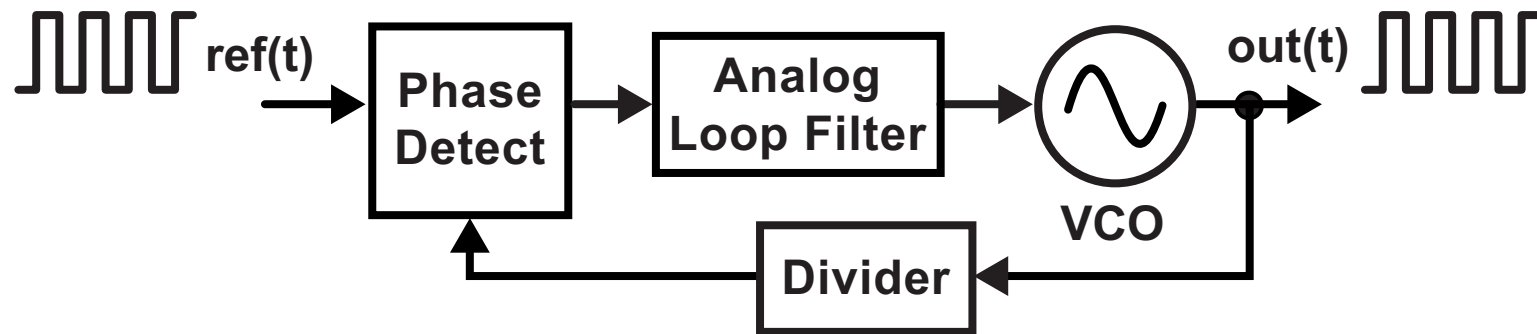 ref(t)
Phase
Detect
Analog
Loop Filter
VCO
out(t)
Divider